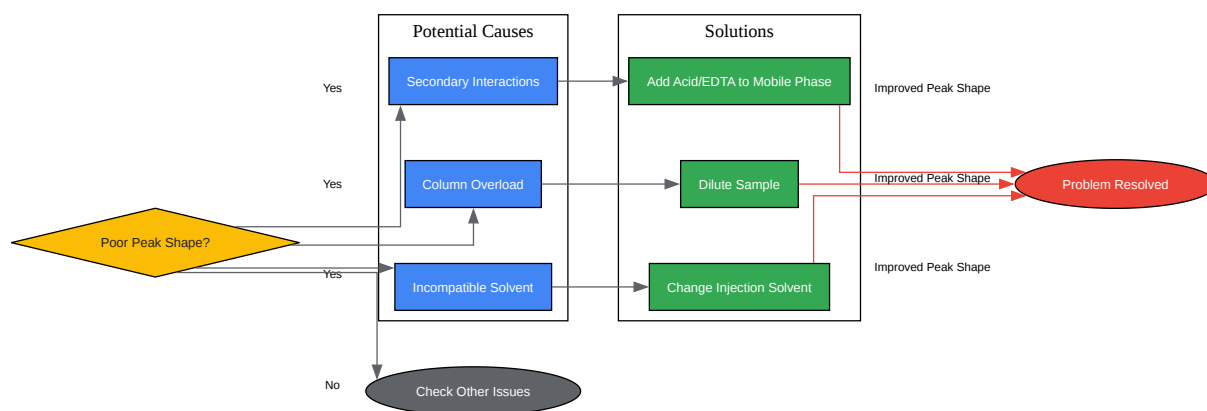 Potential Causes
Solutions
Yes
Secondary Interactions
Add Acid/EDTA to Mobile Phase
Improved Peak Shape
Yes
Column Overload
Dilute Sample
Improved Peak Shape
Problem Resolved
Poor Peak Shape?
Yes
Incompatible Solvent
Change Injection Solvent
Improved Peak Shape
No
Check Other Issues